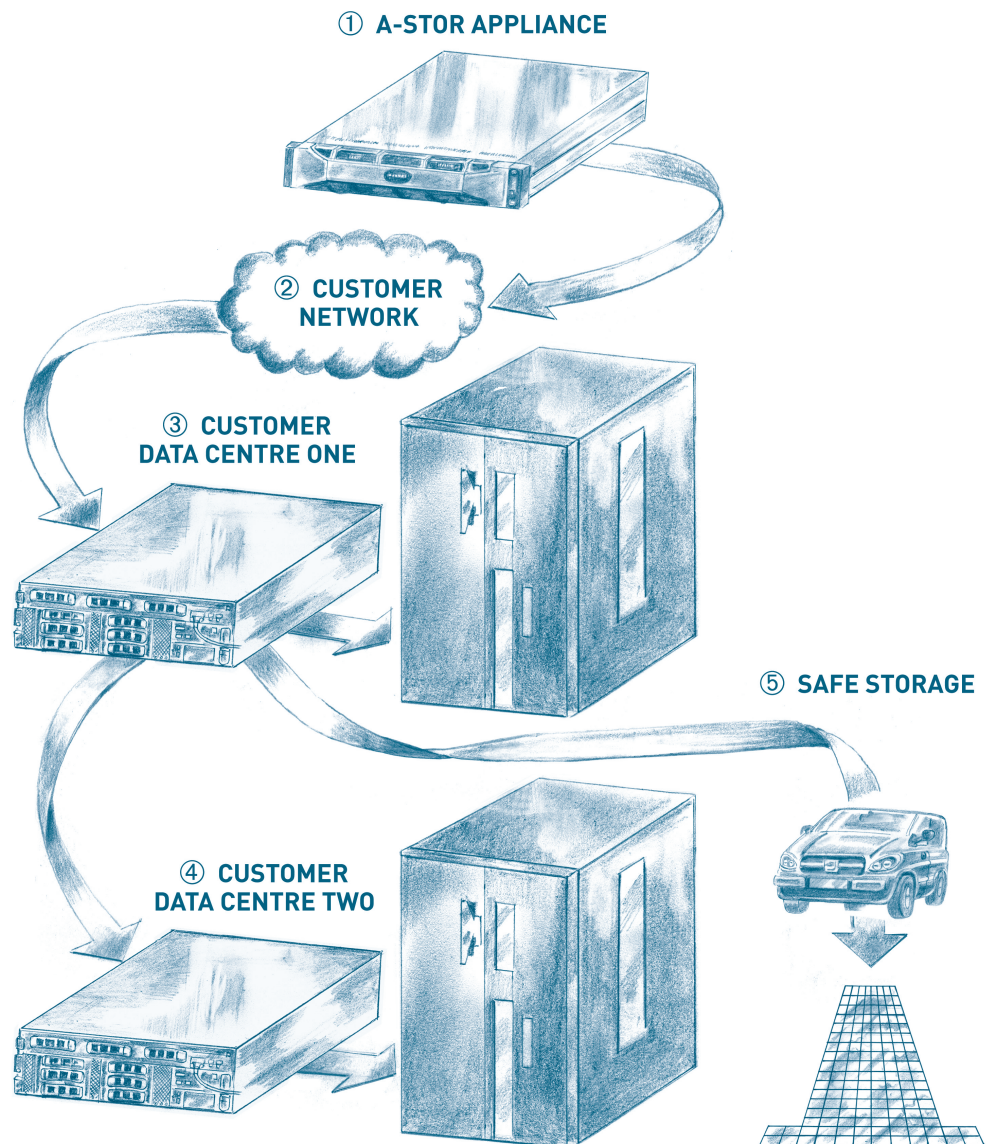 ① A-STOR APPLIANCE
② CUSTOMER
NETWORK
③ CUSTOMER
DATA CENTRE ONE
⑤ SAFE STORAGE
④ CUSTOMER
DATA CENTRE TWO